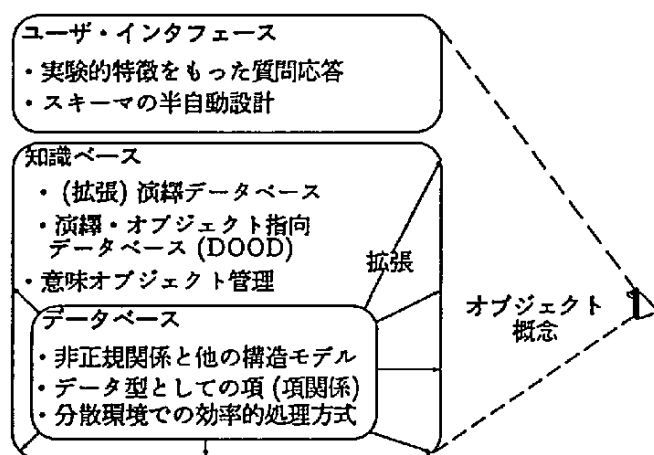 ユーザ・インタフェース
・実験的特徴をもった質問応答
・スキーマの半自動設計
知識ベース
・(拡張) 演繹データベース
・演繹・オブジェクト指向
データベース (DOOD)
・意味オブジェクト管理
拡張
オブジェクト
概念
データベース
・非正規関係と他の構造モデル
・データ型としての項 (項関係)
・分散環境での効率的処理方式